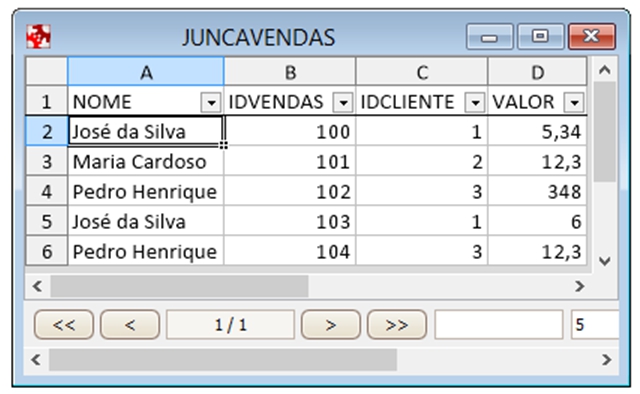 JUNCAVENDAS
A B C D
1 NOME IDVENDAS IDCLIENTE VALOR
2 José da Silva 100 1 5,34
3 Maria Cardoso 101 2 12,3
4 Pedro Henrique 102 3 348
5 José da Silva 103 1 6
6 Pedro Henrique 104 3 12,3
<< < 1 / 1 > >> 5